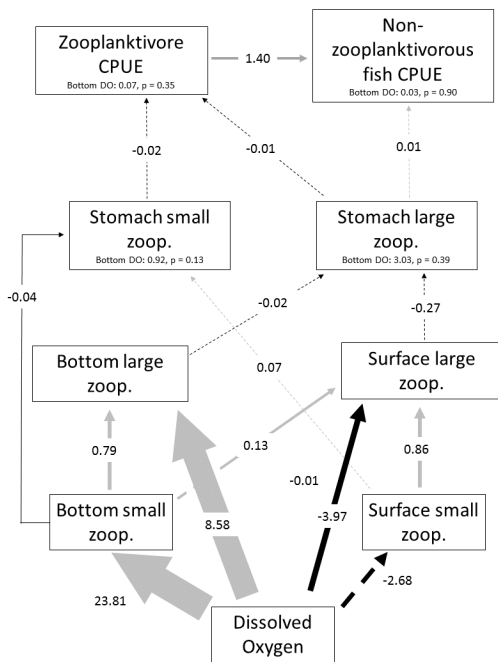 Zooplanktivore
CPUE
Bottom DO: 0.07, p = 0.35
1.40
Non-
zooplanktivorous
fish CPUE
Bottom DO: 0.03, p = 0.90
-0.02
-0.01
0.01
Stomach small
zoop.
Bottom DO: 0.92, p = 0.13
Stomach large
zoop.
Bottom DO: 3.03, p = 0.39
-0.04
-0.02
-0.27
Bottom large
zoop.
0.07
Surface large
zoop.
0.79
0.13
0.86
-0.01
Bottom small
zoop.
8.58
-3.97
Surface small
zoop.
23.81
-2.68
Dissolved
Oxygen